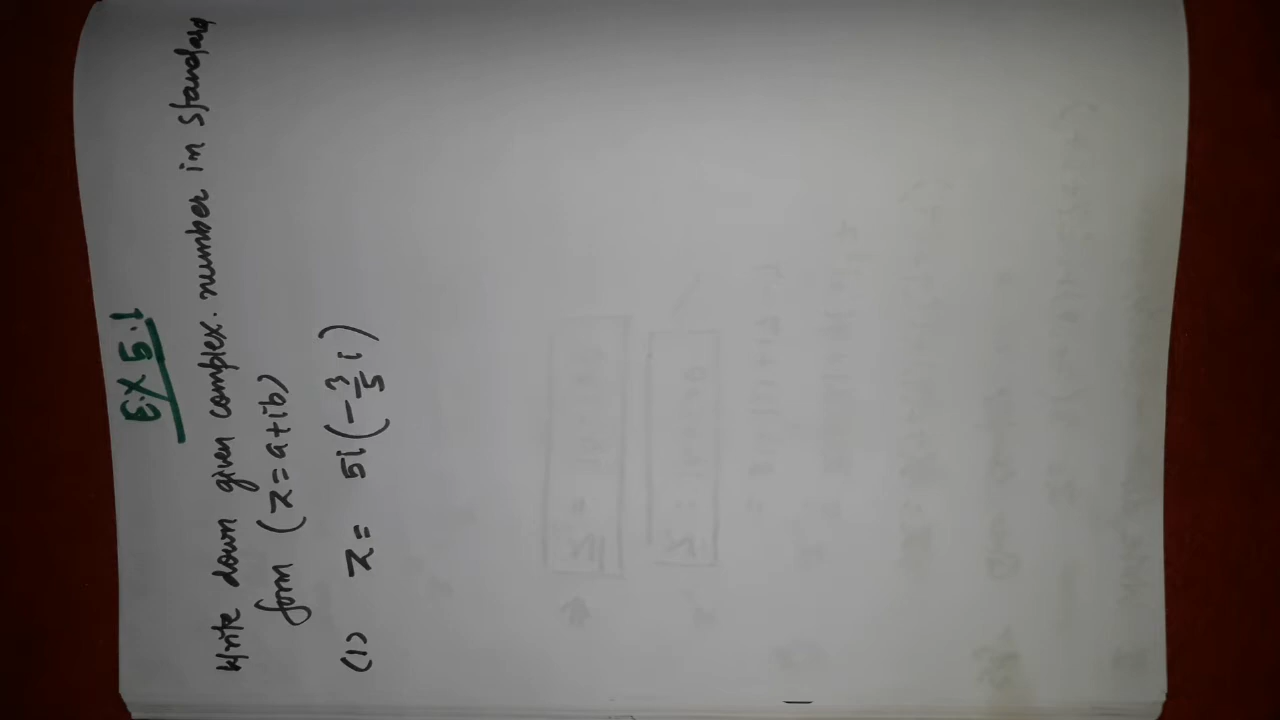 EX 5.1
Write down given complex. number in standard
form (z=a+ib)
(1) z= 5i(-3/5 i)